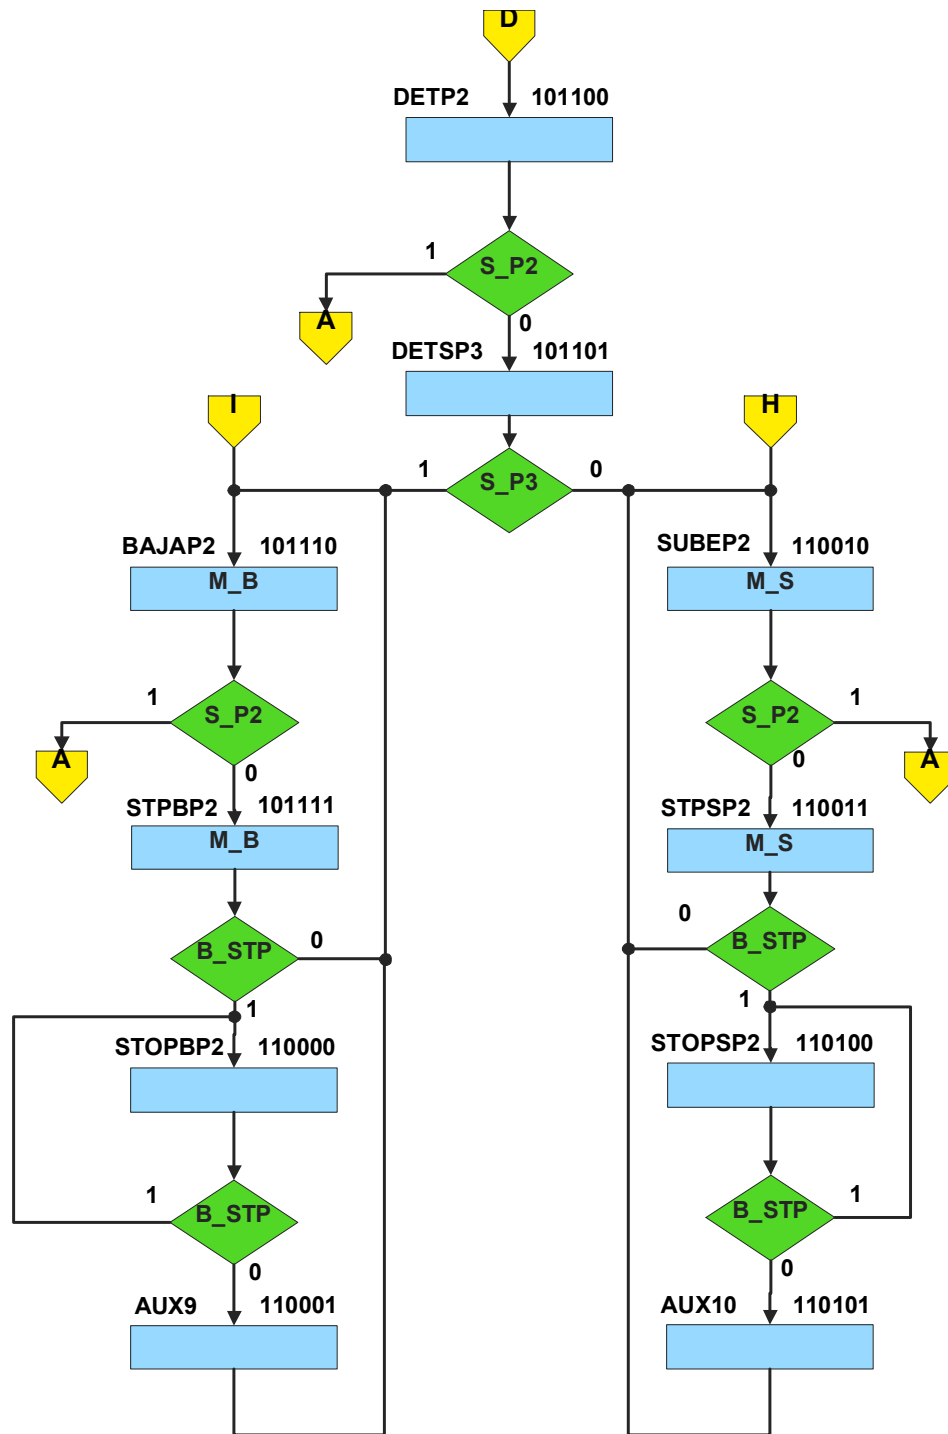 D
DETP2 101100
1
S_P2
A
0
DETSP3 101101
I
H
1
S_P3
0
BAJAP2 101110
M_B
SUBEP2 110010
M_S
1
S_P2
A
0
S_P2
1
A
0
STPBP2 101111
M_B
STPSP2 110011
M_S
B_STP
0
1
0
B_STP
1
STOPBP2 110000
STOPSP2 110100
1
B_STP
0
B_STP
1
0
AUX9 110001
AUX10 110101